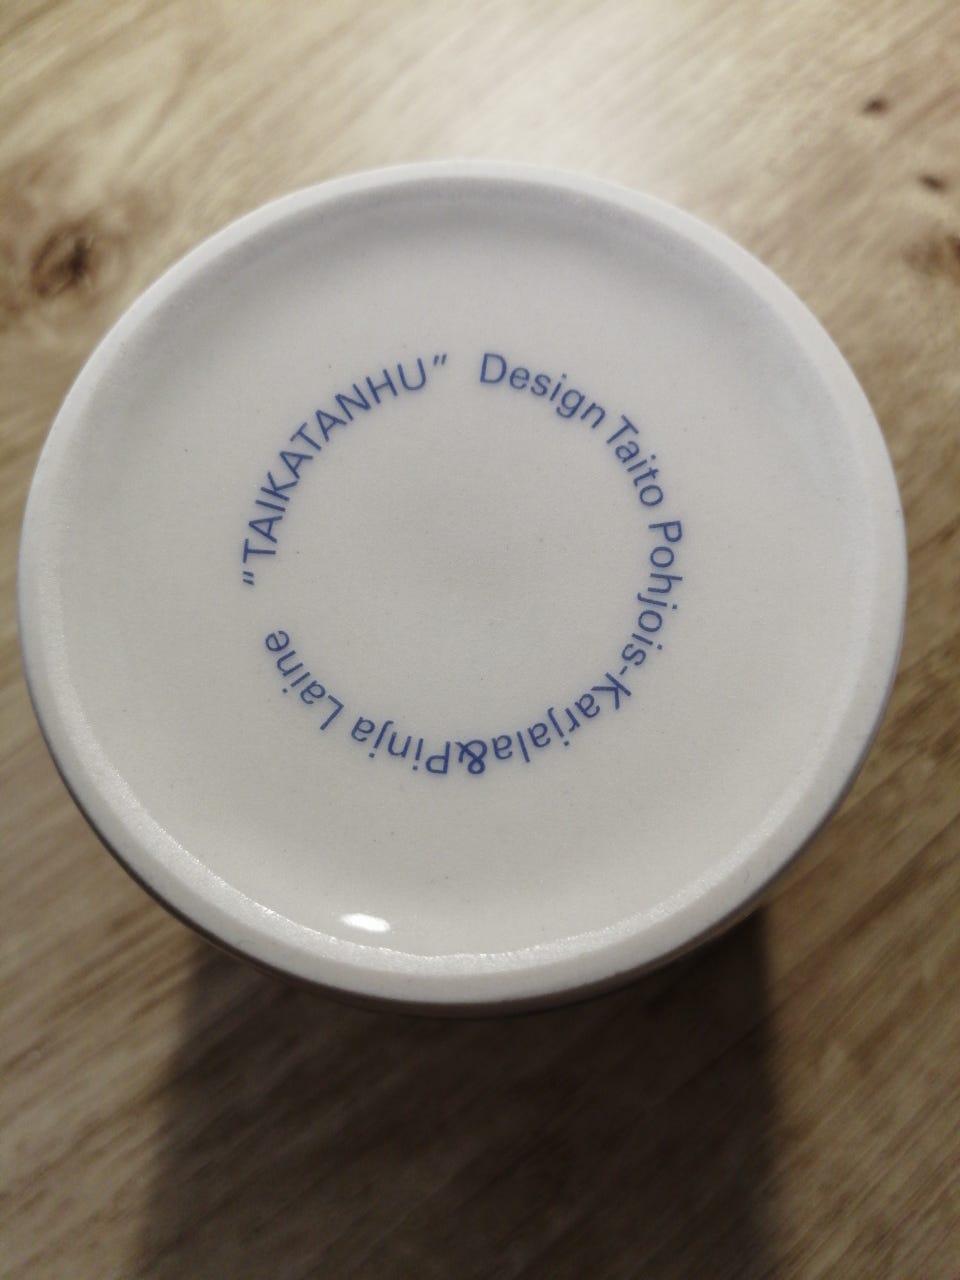 "TAIKATANHU" Design Taito Pohjois-Karjala&Pinja Laine